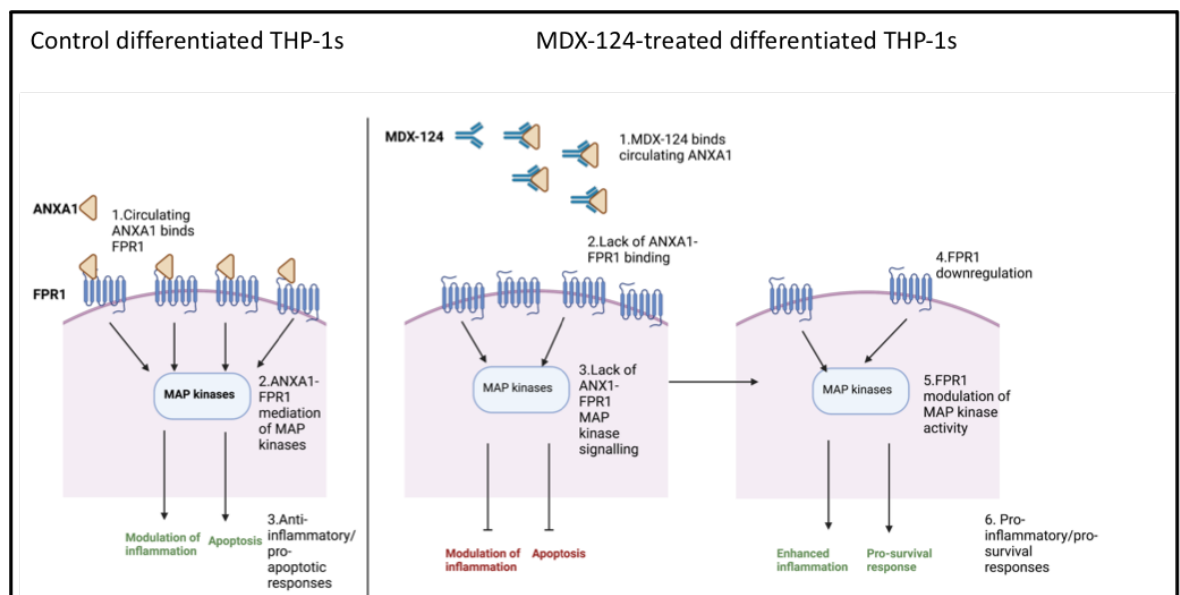 Control differentiated THP-1s
MDX-124-treated differentiated THP-1s
ANXA1
1.Circulating
ANXA1 binds
FPR1
FPR1
MAP kinases
2.ANXA1-
FPR1
mediation
of MAP
kinases
Modulation of
inflammation
Apoptosis
3.Anti-
inflammatory/
pro-
apoptotic
responses
MDX-124
1.MDX-124 binds
circulating ANXA1
2.Lack of ANXA1-
FPR1 binding
MAP kinases
3.Lack of
ANX1-
FPR1
MAP
kinase
signalling
Modulation of
inflammation
Apoptosis
4.FPR1
downregulation
MAP kinases
5.FPR1
modulation of
MAP kinase
activity
Enhanced
inflammation
Pro-survival
response
6. Pro-
inflammatory/pro-
survival
responses